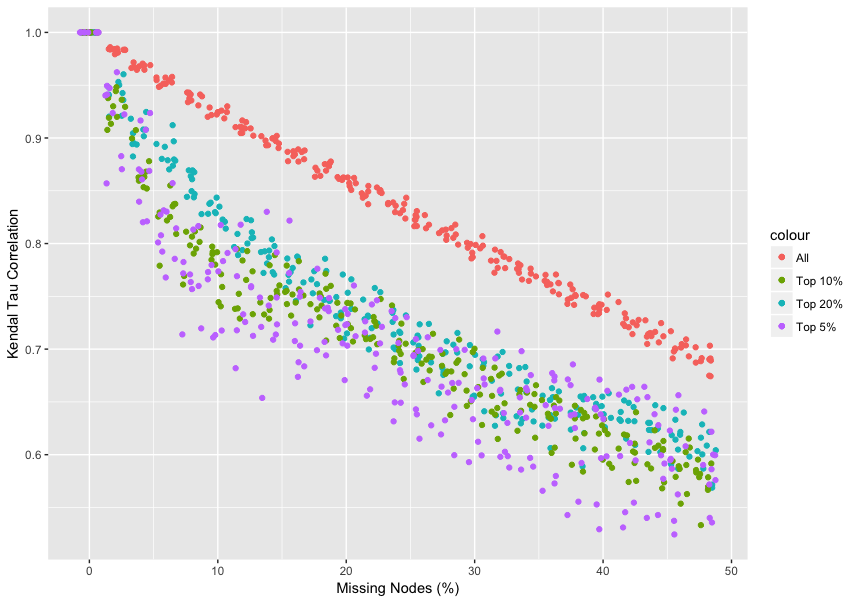 1.0
0.9
0.8
0.7
0.6
Kendal Tau Correlation
0
10
20
30
40
50
Missing Nodes (%)
colour
All
Top 10%
Top 20%
Top 5%